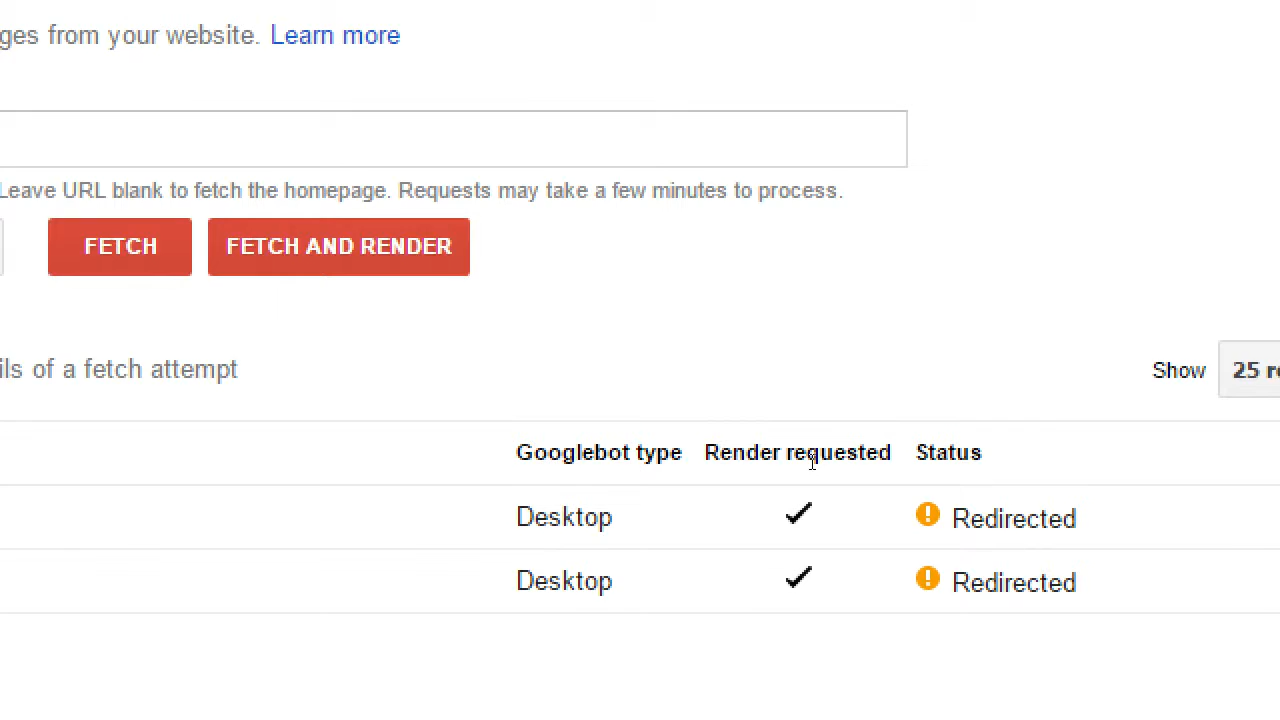 ges from your website. Learn more
Leave URL blank to fetch the homepage. Requests may take a few minutes to process.
FETCH FETCH AND RENDER
ils of a fetch attempt Show 25
Googlebot type Render requested Status
Desktop Redirected
Desktop Redirected